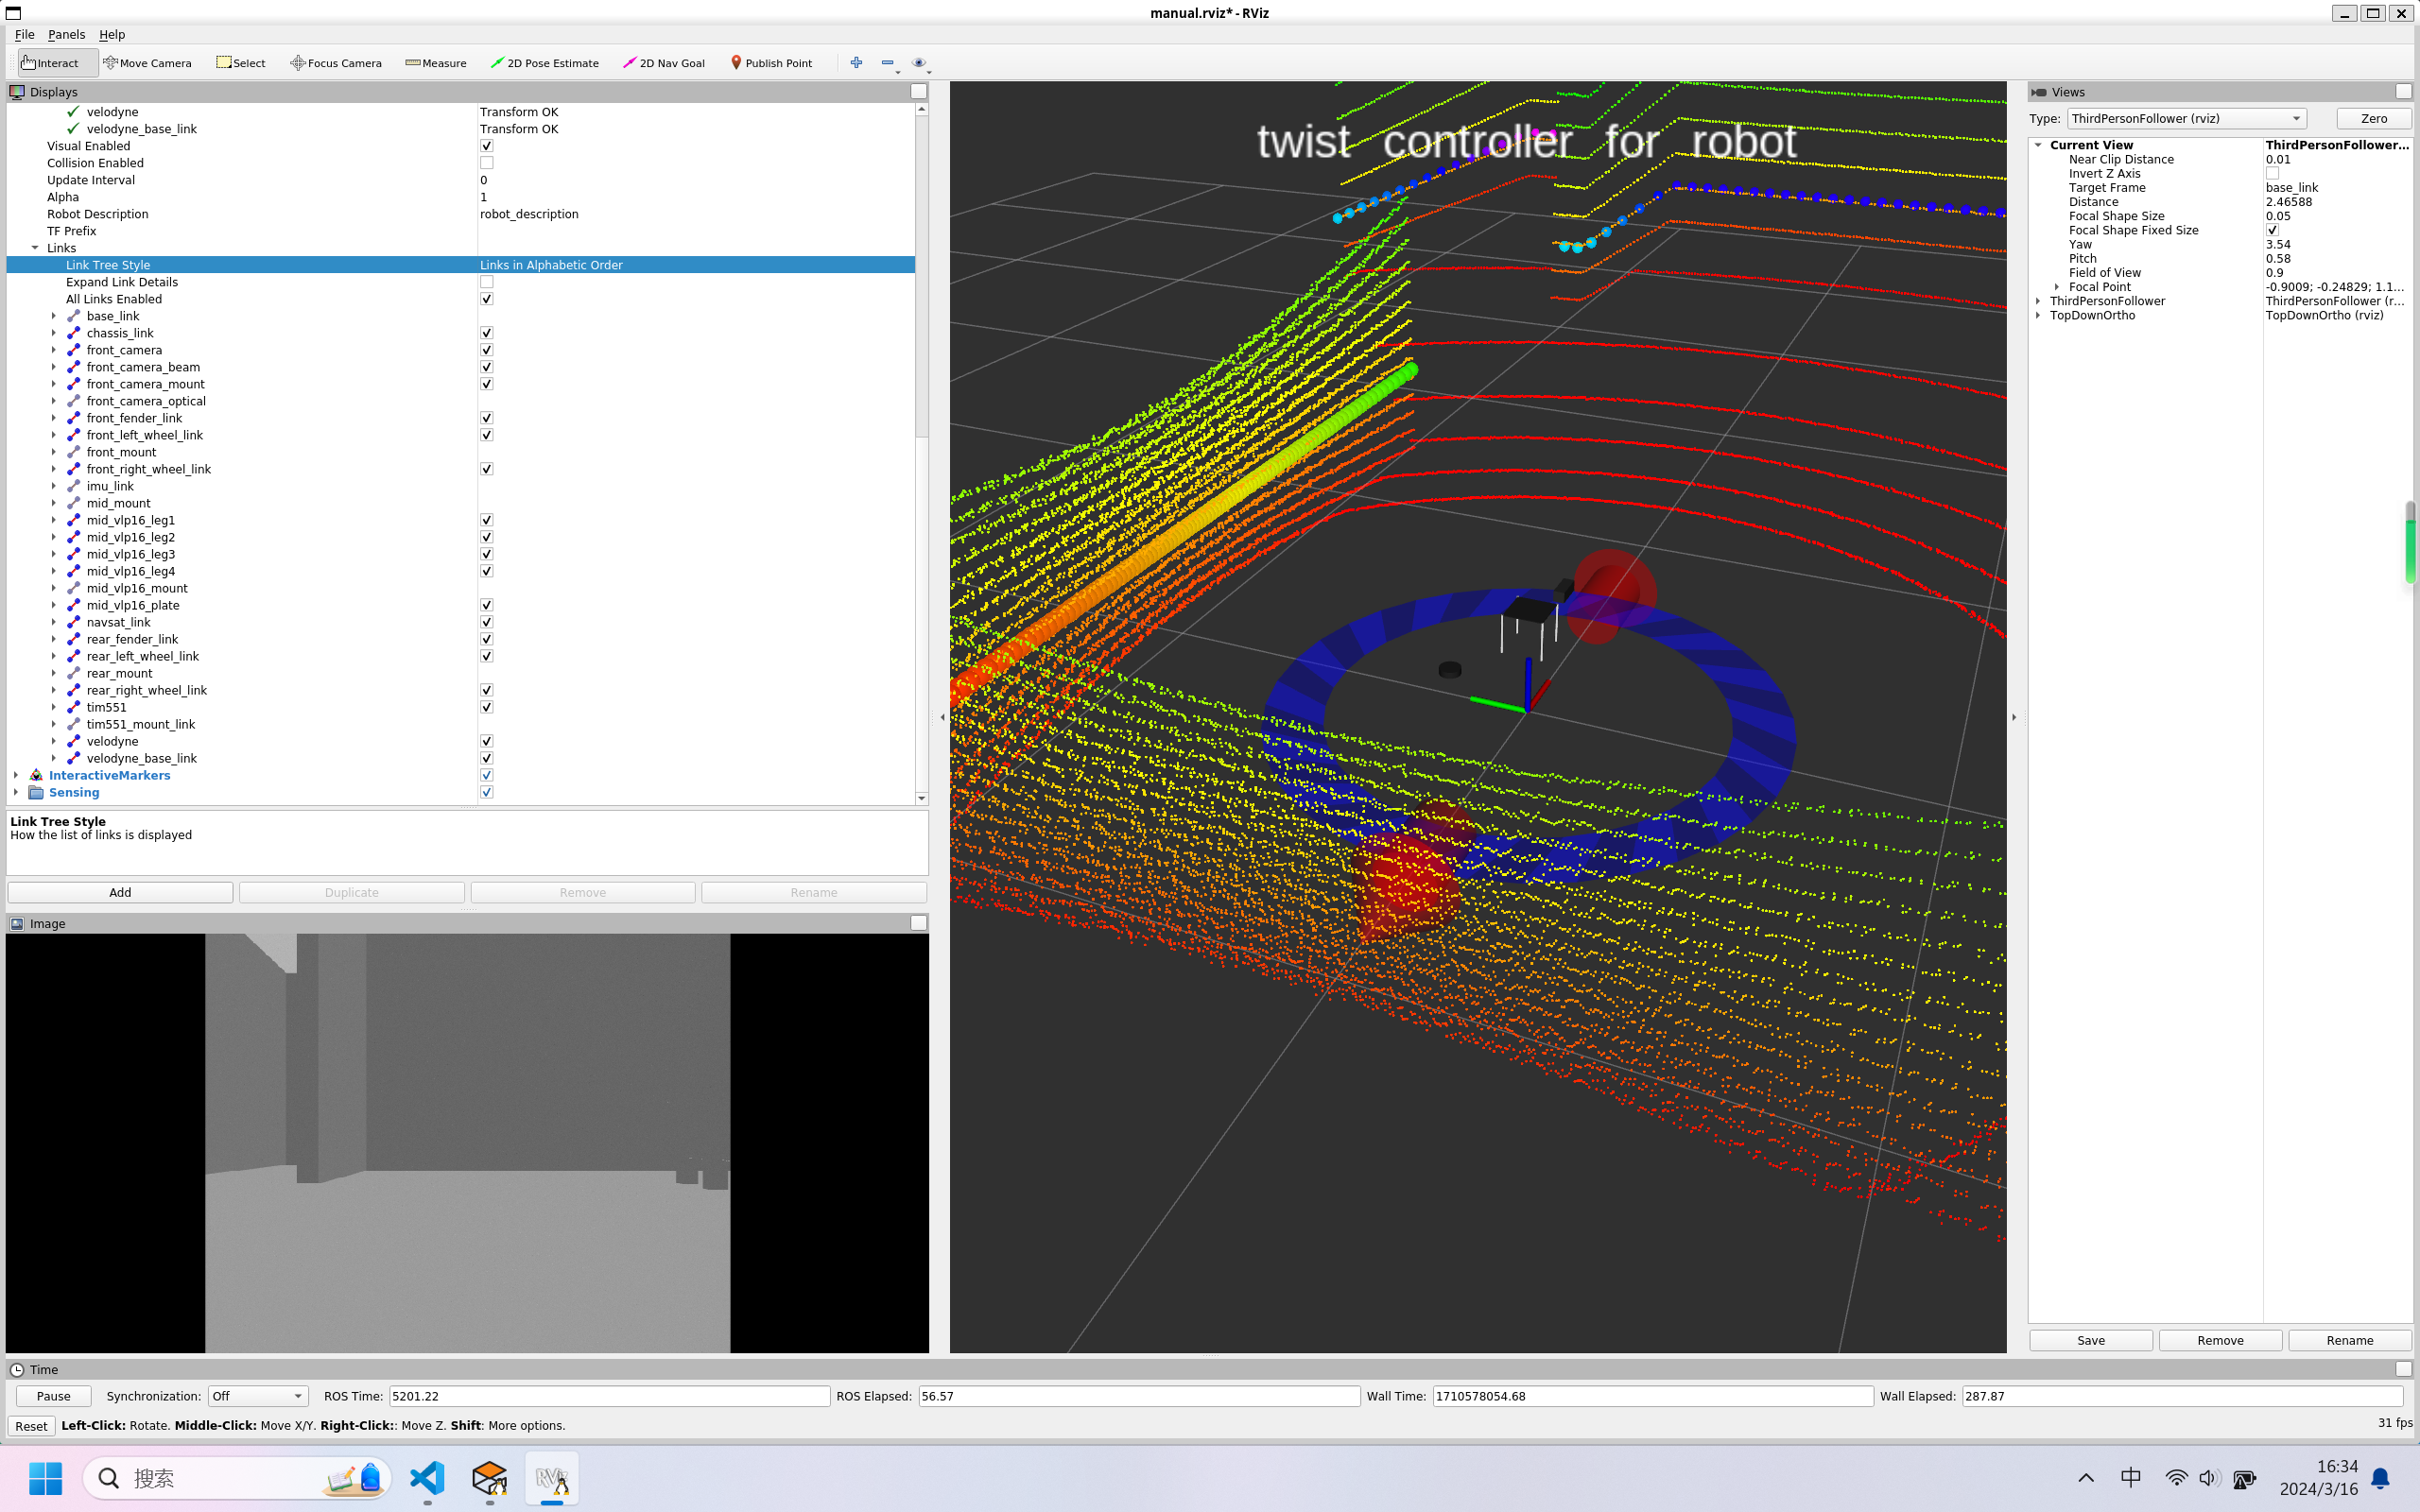 manual.rviz* - RViz
File Panels Help
Interact Move Camera Select Focus Camera Measure 2D Pose Estimate 2D Nav Goal Publish Point
Displays
velodyne Transform OK
velodyne_base_link Transform OK
Visual Enabled
Collision Enabled
Update Interval 0
Alpha 1
Robot Description robot_description
TF Prefix
Links
Link Tree Style Links in Alphabetic Order
Expand Link Details
All Links Enabled
base_link
chassis_link
front_camera
front_camera_beam
front_camera_mount
front_camera_optical
front_fender_link
front_left_wheel_link
front_mount
front_right_wheel_link
imu_link
mid_mount
mid_vlp16_leg1
mid_vlp16_leg2
mid_vlp16_leg3
mid_vlp16_leg4
mid_vlp16_mount
mid_vlp16_plate
navsat_link
rear_fender_link
rear_left_wheel_link
rear_mount
rear_right_wheel_link
tim551
tim551_mount_link
velodyne
velodyne_base_link
InteractiveMarkers
Sensing
Link Tree Style
How the list of links is displayed
Add Duplicate Remove Rename
Image
twist controller for robot
Views
Type: ThirdPersonFollower (rviz) Zero
Current View ThirdPersonFollower...
Near Clip Distance 0.01
Invert Z Axis
Target Frame base_link
Distance 2.46588
Focal Shape Size 0.05
Focal Shape Fixed Size
Yaw 3.54
Pitch 0.58
Field of View 0.9
Focal Point -0.9009; -0.24829; 1.1...
ThirdPersonFollower ThirdPersonFollower (r...
TopDownOrtho TopDownOrtho (rviz)
Save Remove Rename
Time
Pause Synchronization: Off ROS Time: 5201.22 ROS Elapsed: 56.57 Wall Time: 1710578054.68 Wall Elapsed: 287.87
Reset Left-Click: Rotate. Middle-Click: Move X/Y. Right-Click:: Move Z. Shift: More options. 31 fps
搜索 RViz 中 16:34
2024/3/16